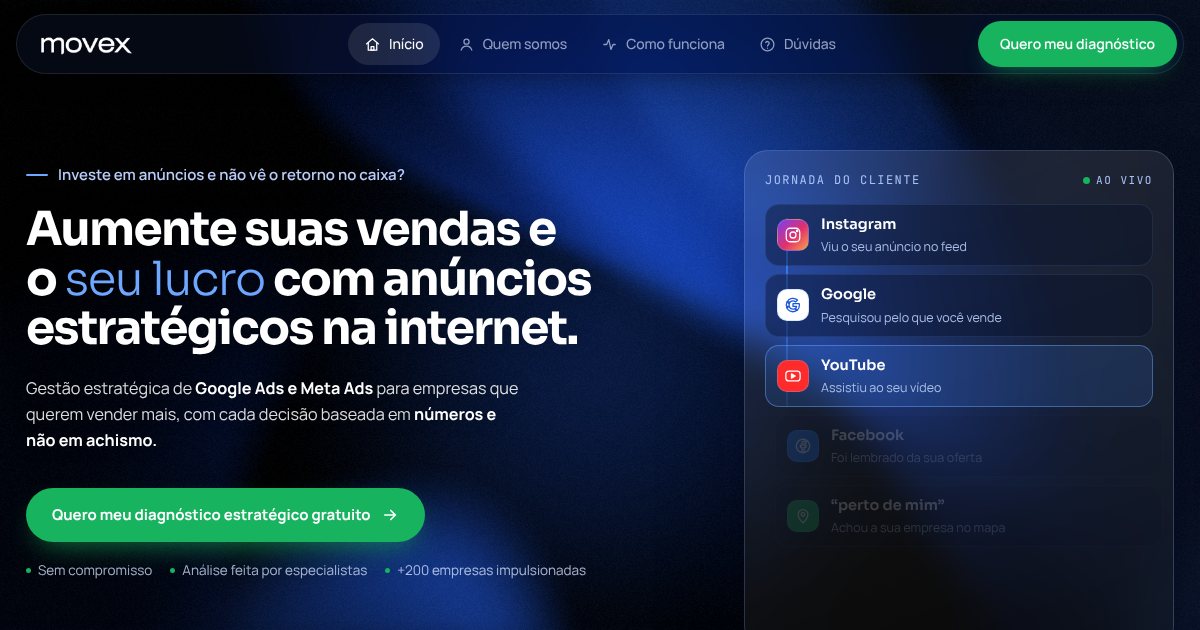 movex
Início
Quem somos
Como funciona
Dúvidas
Quero meu diagnóstico
Investe em anúncios e não vê o retorno no caixa?
Aumente suas vendas e
o seu lucro com anúncios
estratégicos na internet.
Gestão estratégica de Google Ads e Meta Ads para empresas que
querem vender mais, com cada decisão baseada em números e
não em achismo.
Quero meu diagnóstico estratégico gratuito
Sem compromisso
Análise feita por especialistas
+200 empresas impulsionadas
JORNADA DO CLIENTE
AO VIVO
Instagram
Viu o seu anúncio no feed
Google
Pesquisou pelo que você vende
YouTube
Assistiu ao seu vídeo
Facebook
Foi lembrado da sua oferta
“perto de mim”
Achou a sua empresa no mapa